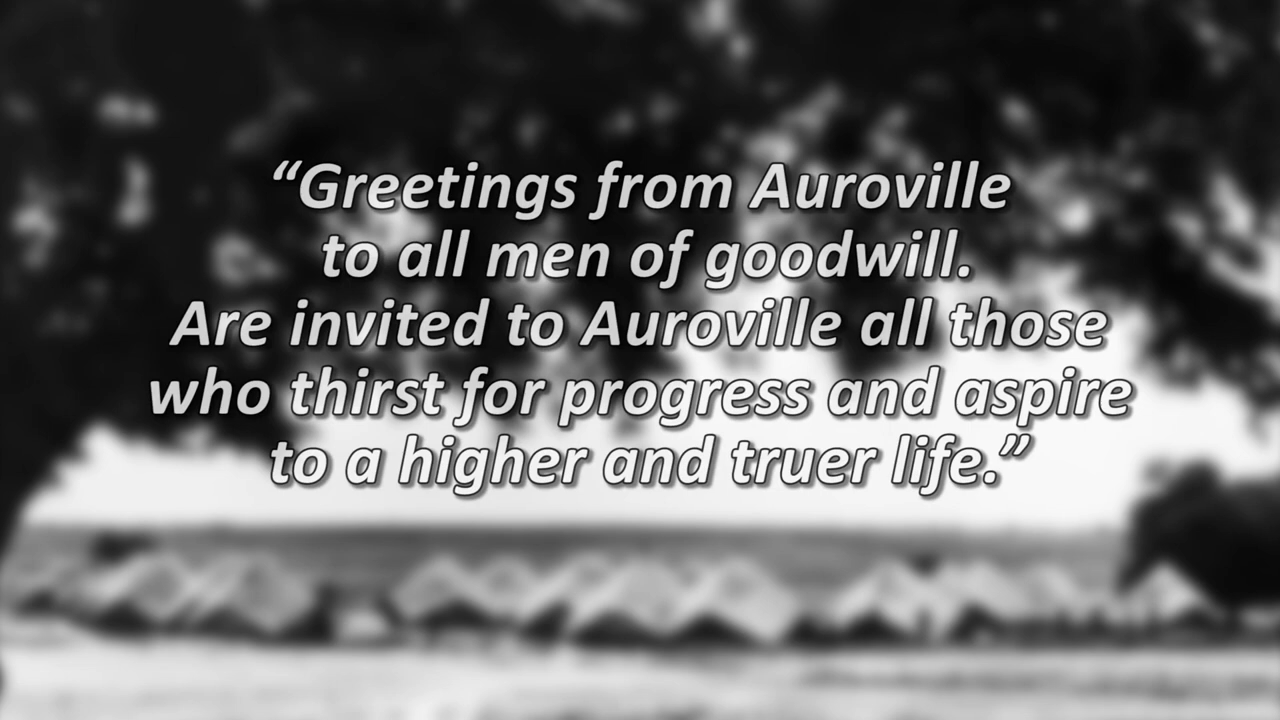 “Greetings from Auroville
to all men of goodwill.
Are invited to Auroville all those
who thirst for progress and aspire
to a higher and truer life.”